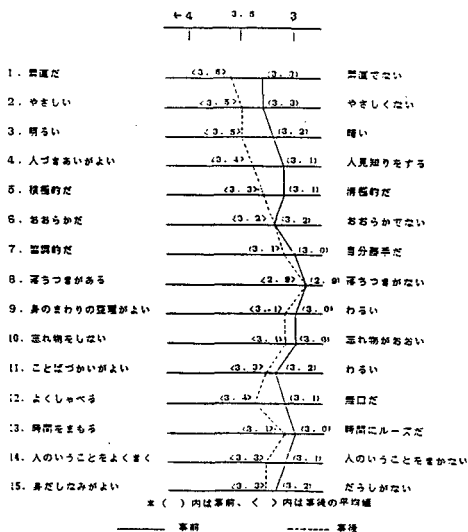 ←4 3.5 3
1. 素直だ <3.6> (3.3) 素直でない
2. やさしい <3.5> (3.3) やさしくない
3. 明るい <3.5> (3.2) 暗い
4. 人づきあいがよい <3.4> (3.1) 人見知りをする
5. 積極的だ <3.3> (3.1) 消極的だ
6. おおらかだ <3.2> (3.2) おおらかでない
7. 協調的だ <3.1> (3.0) 自分勝手だ
8. 落ちつきがある <2.9> (2.9) 落ちつきがない
9. 身のまわりの整理がよい <3.1> (3.0) わるい
10. 忘れ物をしない <3.1> (3.0) 忘れ物がおおい
11. ことばづかいがよい <3.3> (3.2) わるい
12. よくしゃべる <3.4> (3.1) 無口だ
13. 時間をまもる <3.1> (3.0) 時間にルーズだ
14. 人のいうことをよくきく <3.3> (3.1) 人のいうことをきかない
15. 身だしなみがよい <3.3> (3.2) だらしがない
* ( ) 内は事前、< > 内は事後の平均値
事前 事後